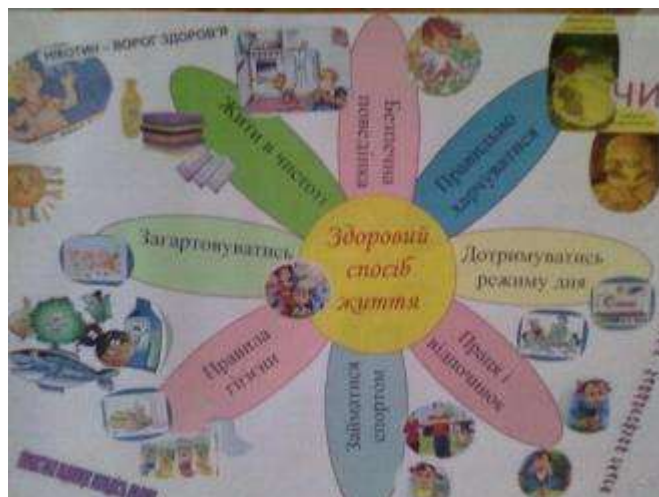 НІКОТИН – ВОРОГ ЗДОРОВ'Я
Безпечна
поведінка
Жити в чистоті
Правильно
харчуватися
ЧИ
Загартовуватись
Здоровий
спосіб
життя
Дотримуватись
режиму дня
Правила
гігієни
Займатися
спортом
Праця і
відпочинок